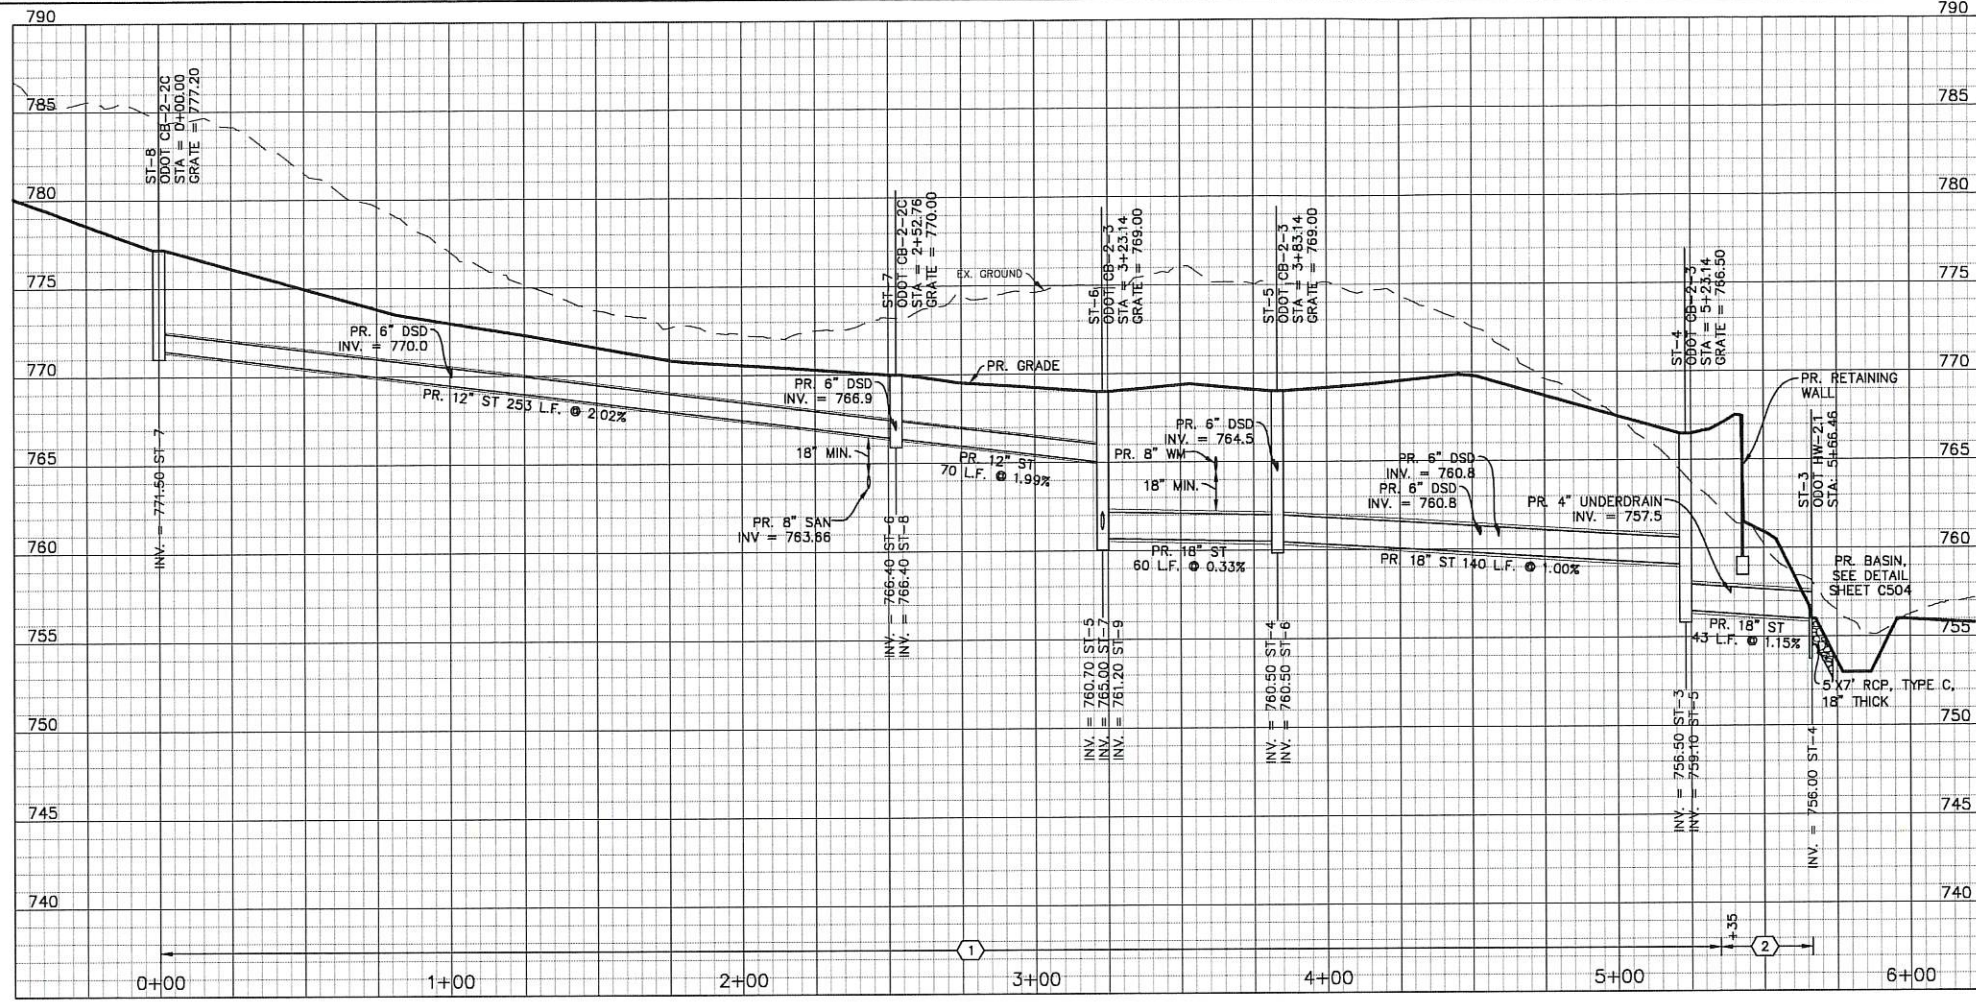 790
790
785
785
780
780
775
775
770
770
765
765
760
760
755
755
750
750
745
745
740
740
ST-8
ODOT CB-2-2C
STA = 0+00.00
GRATE = 777.20
INV. = 771.50 ST 7
PR. 6" DSD
INV. = 770.0
PR. 12" ST 253 L.F. @ 2.02%
ST-7
ODOT CB-2-2C
STA = 2+52.76
GRATE = 770.00
PR. 6" DSD
INV. = 766.9
18" MIN.
PR. 8" SAN
INV = 763.66
INV. = 766.40 ST-6
INV. = 766.40 ST-8
EX. GROUND
PR. GRADE
PR. 12" ST
70 L.F. @ 1.99%
ST-6
ODOT CB-2-3
STA = 3+23.14
GRATE = 769.00
INV. = 760.70 ST-5
INV. = 765.00 ST-7
INV. = 761.20 ST-9
PR. 6" DSD
INV. = 764.5
PR. 8" WM
18" MIN.
PR. 18" ST
60 L.F. @ 0.33%
ST-5
ODOT CB-2-3
STA = 3+83.14
GRATE = 769.00
INV. = 760.50 ST-4
INV. = 760.50 ST-6
PR. 6" DSD
INV. = 760.8
PR. 6" DSD
INV. = 760.8
PR. 18" ST 140 L.F. @ 1.00%
ST-4
ODOT CB-2-3
STA = 5+23.14
GRATE = 766.50
PR. 4" UNDERDRAIN
INV. = 757.5
INV. = 756.50 ST-3
INV. = 759.10 ST-5
PR. RETAINING
WALL
ST-3
ODOT HW-2.1
STA: 5+66.46
PR. BASIN,
SEE DETAIL
SHEET C504
PR. 18" ST
43 L.F. @ 1.15%
5'X7' RCP, TYPE C,
18" THICK
INV. = 756.00 ST-4
1
+35
2
0+00
1+00
2+00
3+00
4+00
5+00
6+00